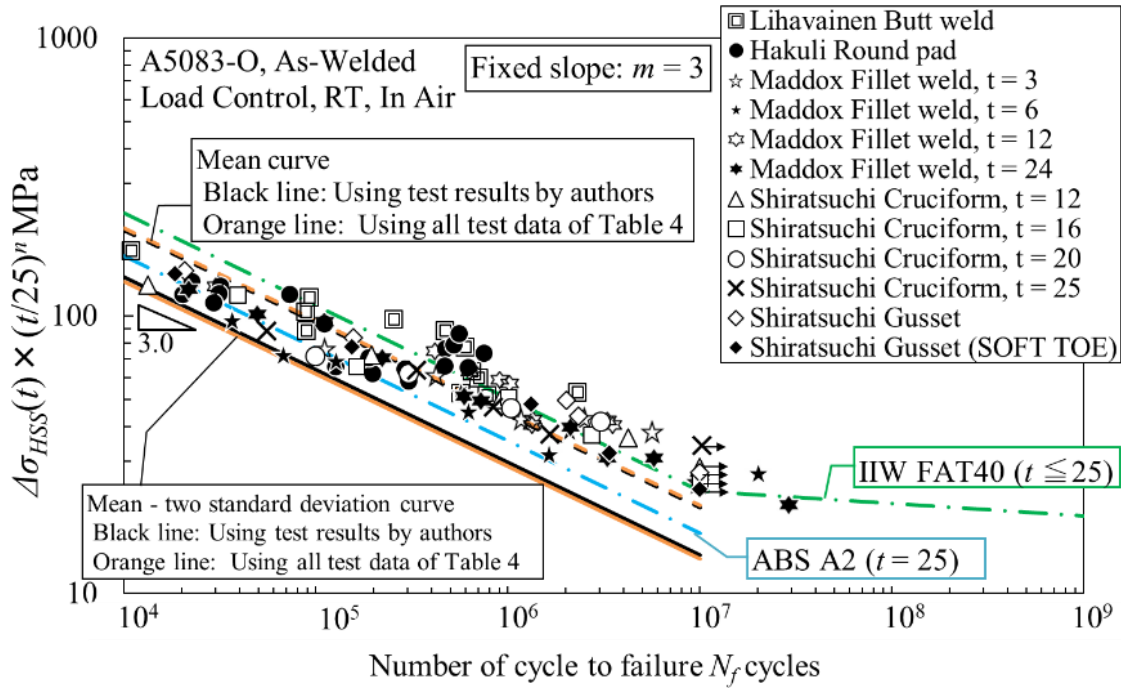 1000
100
10
Δσ_HSS(t) × (t/25)^n MPa
A5083-O, As-Welded
Load Control, RT, In Air
Fixed slope: m = 3
Mean curve
Black line: Using test results by authors
Orange line: Using all test data of Table 4
3.0
Mean - two standard deviation curve
Black line: Using test results by authors
Orange line: Using all test data of Table 4
Lihavainen Butt weld
Hakuli Round pad
Maddox Fillet weld, t = 3
Maddox Fillet weld, t = 6
Maddox Fillet weld, t = 12
Maddox Fillet weld, t = 24
Shiratsuchi Cruciform, t = 12
Shiratsuchi Cruciform, t = 16
Shiratsuchi Cruciform, t = 20
Shiratsuchi Cruciform, t = 25
Shiratsuchi Gusset
Shiratsuchi Gusset (SOFT TOE)
IIW FAT40 (t ≦ 25)
ABS A2 (t = 25)
10^4 10^5 10^6 10^7 10^8 10^9
Number of cycle to failure N_f cycles